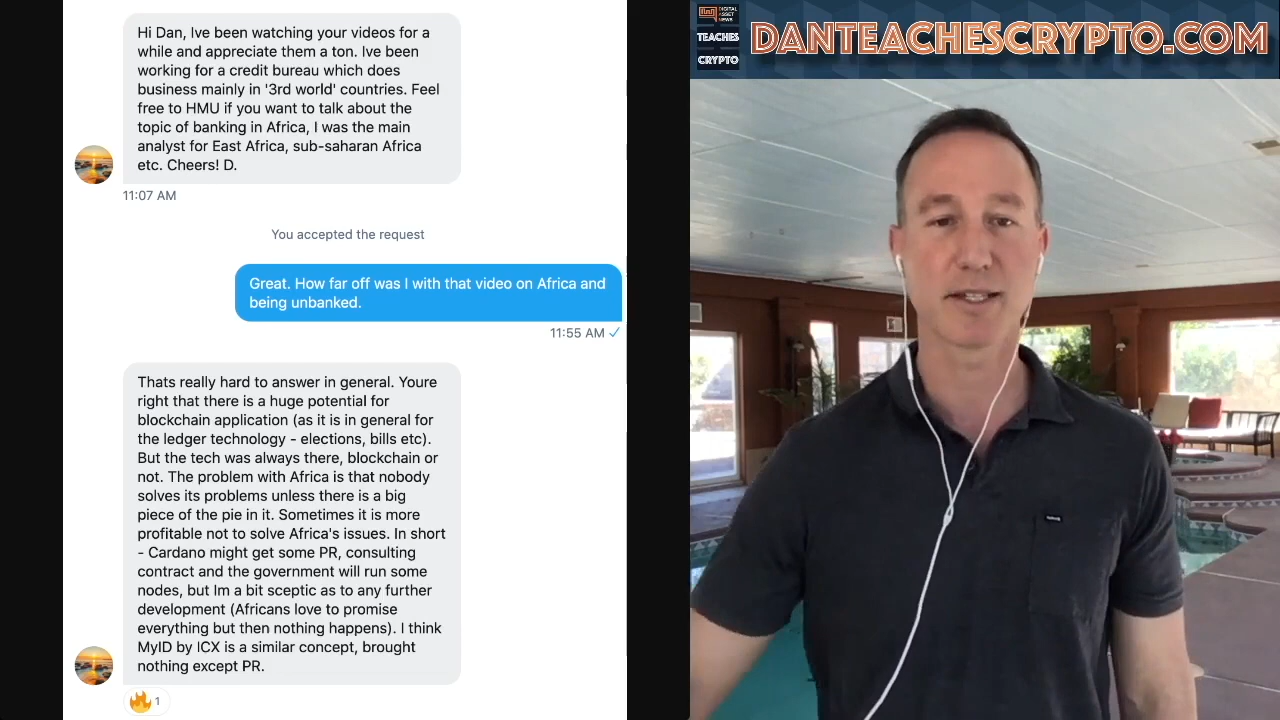 Hi Dan, Ive been watching your videos for a
while and appreciate them a ton. Ive been
working for a credit bureau which does
business mainly in '3rd world' countries. Feel
free to HMU if you want to talk about the
topic of banking in Africa, I was the main
analyst for East Africa, sub-saharan Africa
etc. Cheers! D.
11:07 AM
You accepted the request
Great. How far off was I with that video on Africa and
being unbanked.
11:55 AM
Thats really hard to answer in general. Youre
right that there is a huge potential for
blockchain application (as it is in general for
the ledger technology - elections, bills etc).
But the tech was always there, blockchain or
not. The problem with Africa is that nobody
solves its problems unless there is a big
piece of the pie in it. Sometimes it is more
profitable not to solve Africa's issues. In short
- Cardano might get some PR, consulting
contract and the government will run some
nodes, but Im a bit sceptic as to any further
development (Africans love to promise
everything but then nothing happens). I think
MyID by ICX is a similar concept, brought
nothing except PR.
1
DIGITAL
ASSET
NEWS
TEACHES
CRYPTO
DANTEACHESCRYPTO.COM